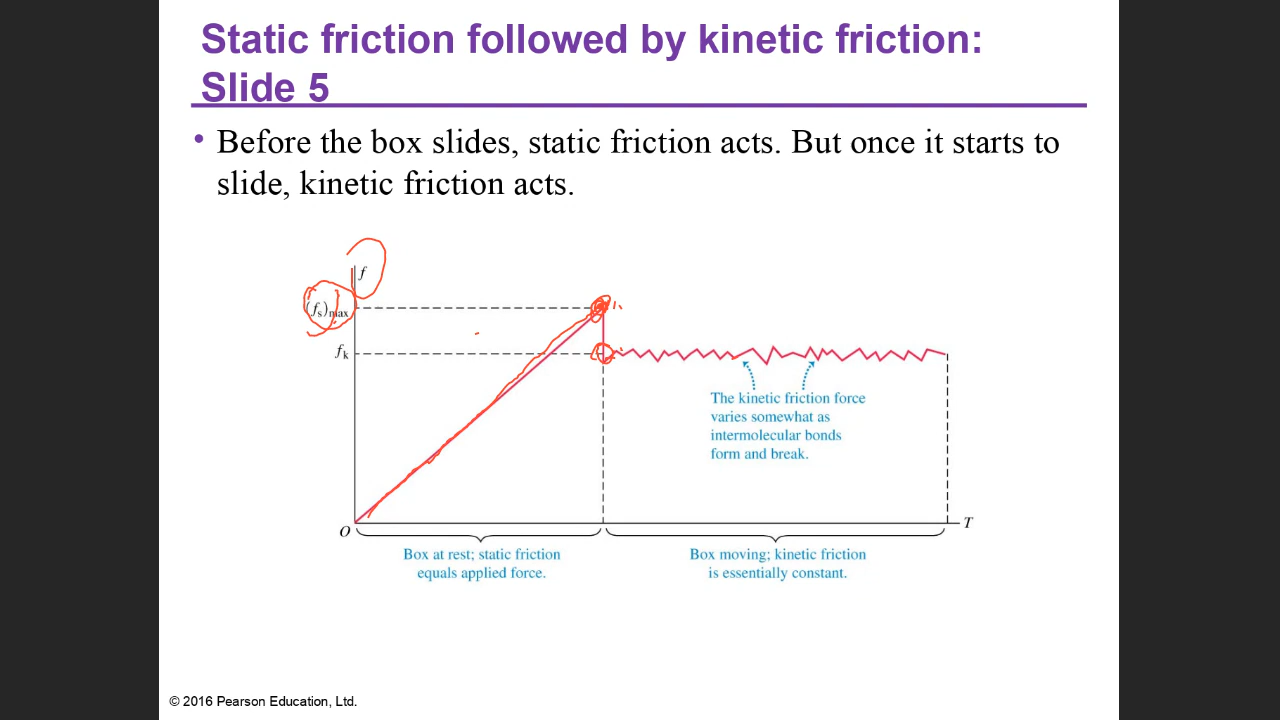 Static friction followed by kinetic friction:
Slide 5
• Before the box slides, static friction acts. But once it starts to
slide, kinetic friction acts.
f
(fs)max
fk
The kinetic friction force
varies somewhat as
intermolecular bonds
form and break.
O
T
Box at rest; static friction
equals applied force.
Box moving; kinetic friction
is essentially constant.
© 2016 Pearson Education, Ltd.